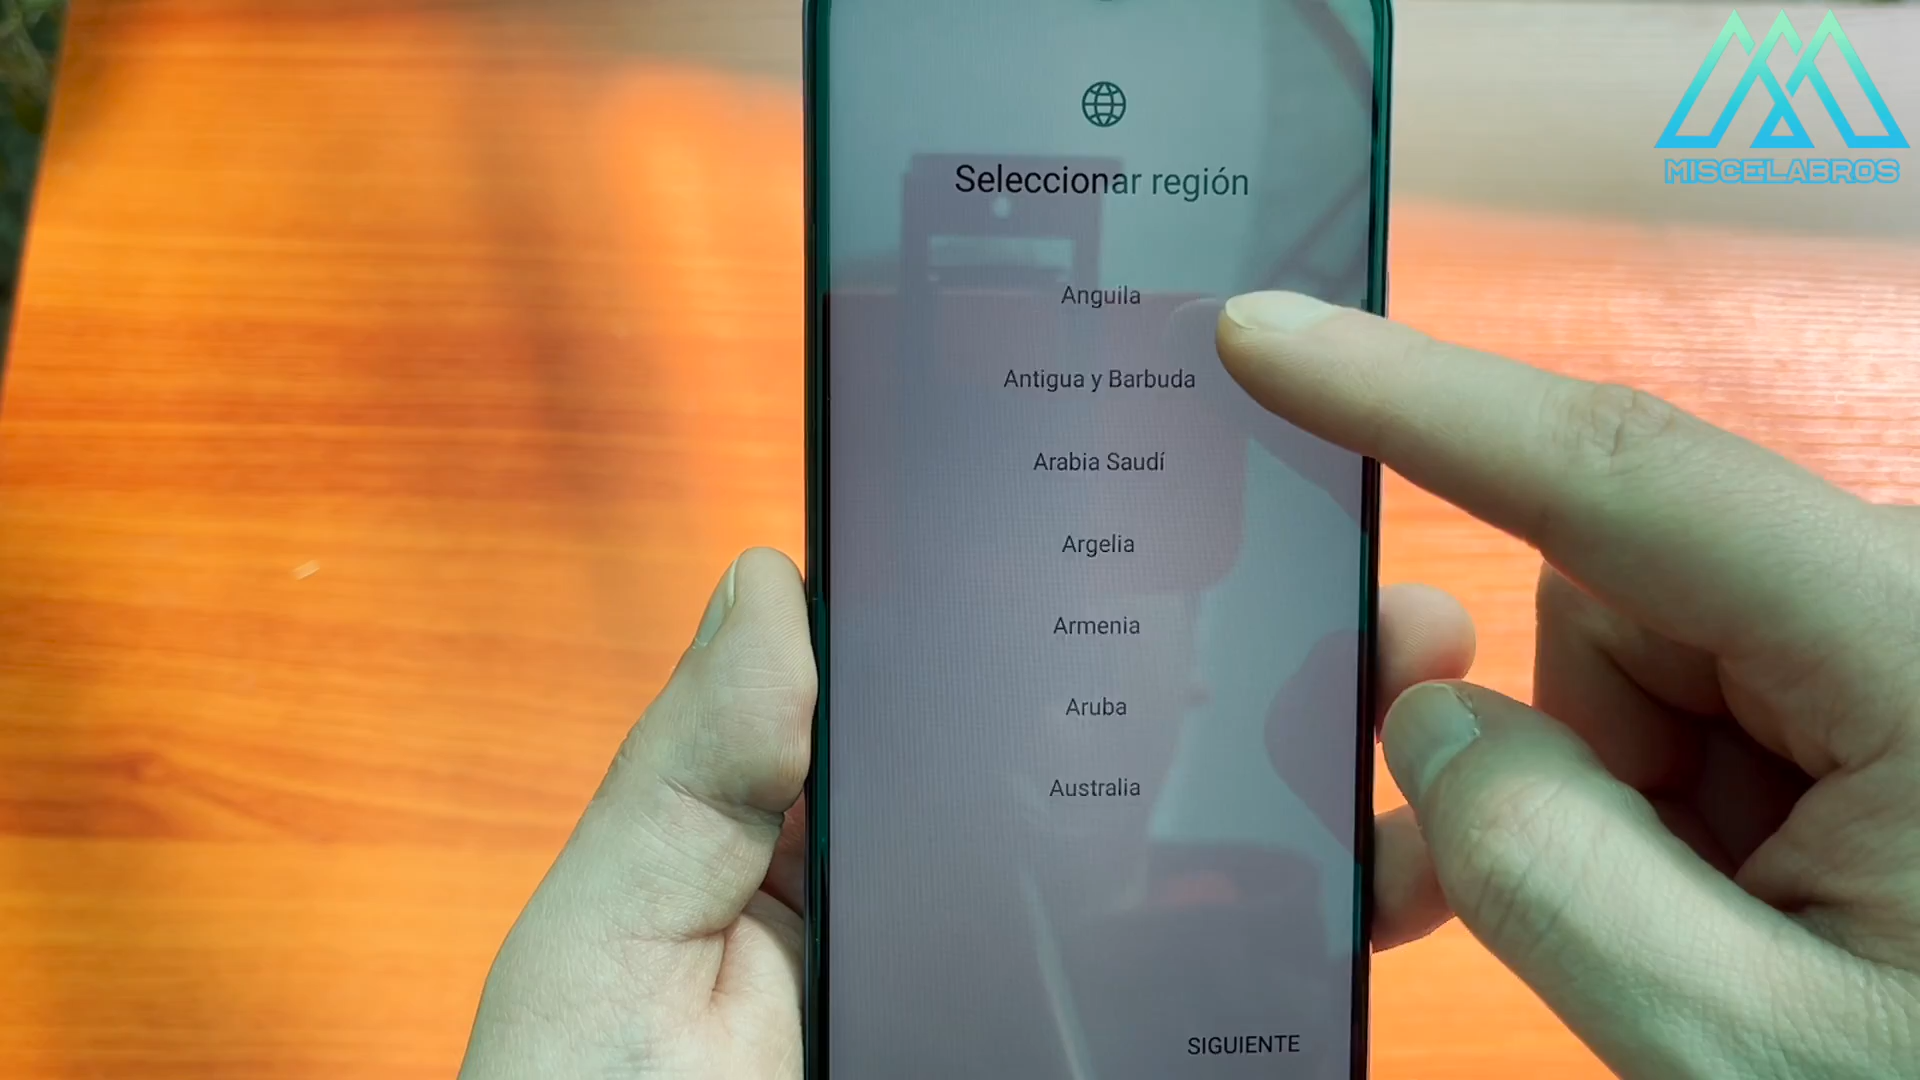 Seleccionar región
Anguila
Antigua y Barbuda
Arabia Saudí
Argelia
Armenia
Aruba
Australia
SIGUIENTE
MISCELABROS